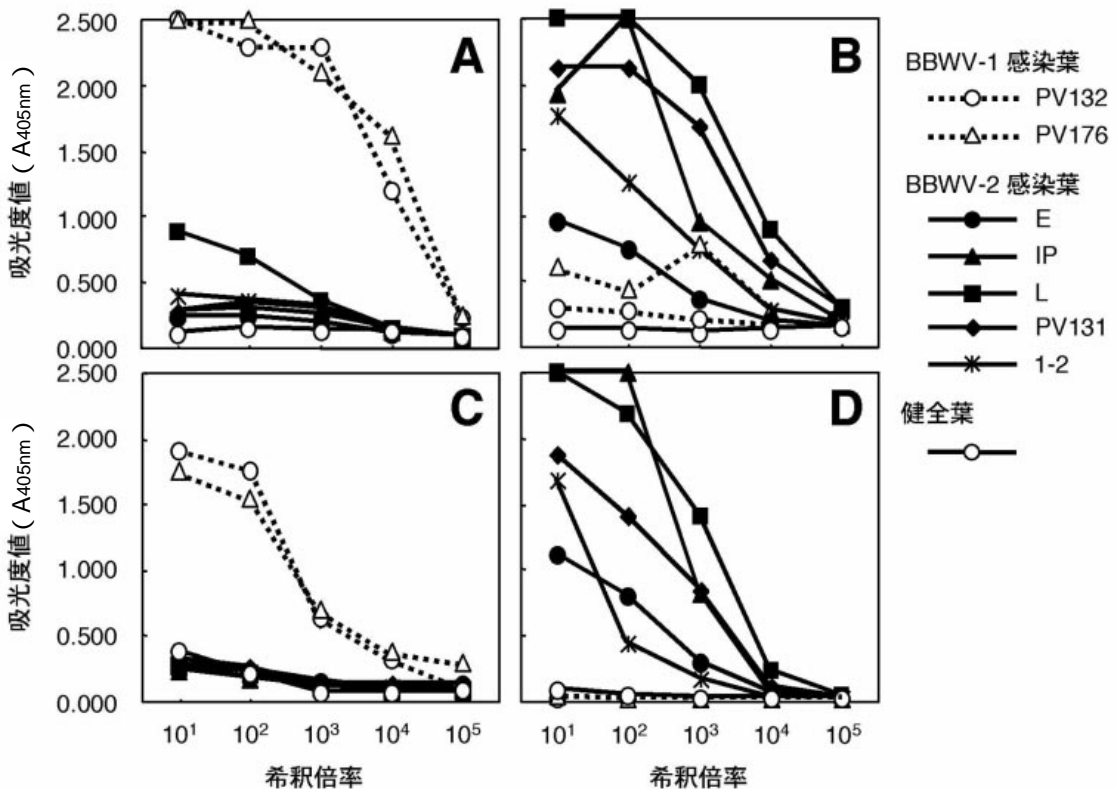 A
B
C
D
吸光度値（A405nm）
2.500
2.000
1.500
1.000
0.500
0.000
吸光度値（A405nm）
2.500
2.000
1.500
1.000
0.500
0.000
10¹ 10² 10³ 10⁴ 10⁵
希釈倍率
10¹ 10² 10³ 10⁴ 10⁵
希釈倍率
BBWV-1 感染葉
PV132
PV176
BBWV-2 感染葉
E
IP
L
PV131
1-2
健全葉